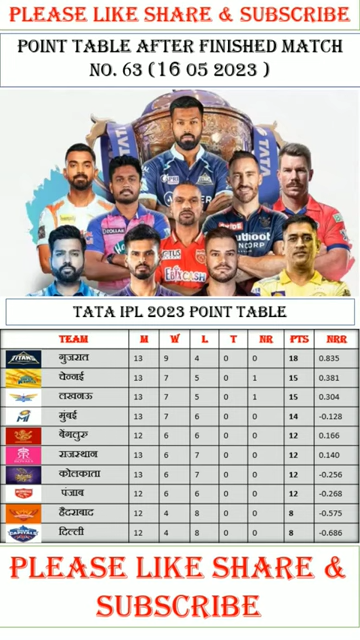 PLEASE LIKE SHARE & SUBSCRIBE
POINT TABLE AFTER FINISHED MATCH
NO. 63 (16 05 2023 )
TATA
TATA IPL 2023 POINT TABLE
TEAM M W L T NR PTS NRR
TITANS गुजरात 13 9 4 0 0 18 0.835
चेन्नई 13 7 5 0 1 15 0.381
लखनऊ 13 7 5 0 1 15 0.304
मुंबई 13 7 6 0 0 14 -0.128
बेंगलुरु 12 6 6 0 0 12 0.166
राजस्थान 13 6 7 0 0 12 0.140
कोलकाता 13 6 7 0 0 12 -0.256
पंजाब 12 6 6 0 0 12 -0.268
हैदराबाद 12 4 8 0 0 8 -0.575
CAPITALS दिल्ली 12 4 8 0 0 8 -0.686
PLEASE LIKE SHARE &
SUBSCRIBE